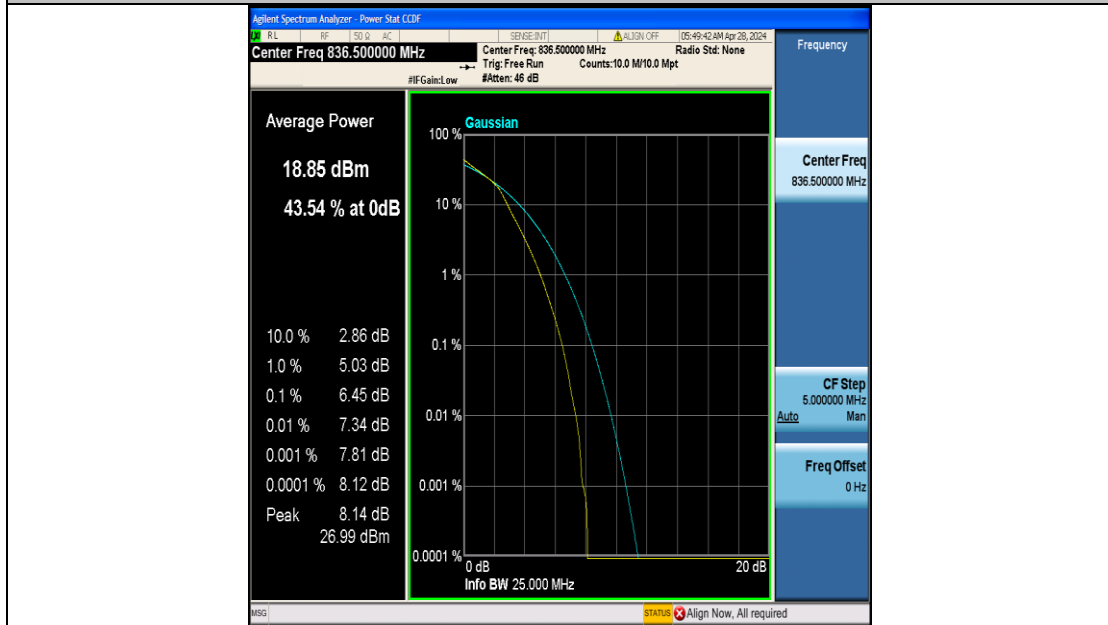 Agilent Spectrum Analyzer - Power Stat CCDF
RL RF 50 Ω AC SENSE:INT ALIGN OFF 05:49:42 AM Apr 28, 2024
Center Freq 836.500000 MHz
Center Freq: 836.500000 MHz Radio Std: None
Trig: Free Run Counts:10.0 M/10.0 Mpt
#IFGain:Low #Atten: 46 dB
Frequency
Average Power
18.85 dBm
43.54 % at 0dB
10.0 % 2.86 dB
1.0 % 5.03 dB
0.1 % 6.45 dB
0.01 % 7.34 dB
0.001 % 7.81 dB
0.0001 % 8.12 dB
Peak 8.14 dB
26.99 dBm
Gaussian
100 %
10 %
1 %
0.1 %
0.01 %
0.001 %
0.0001 %
0 dB 20 dB
Info BW 25.000 MHz
Center Freq
836.500000 MHz
CF Step
5.000000 MHz
Auto Man
Freq Offset
0 Hz
MSG STATUS Align Now, All required